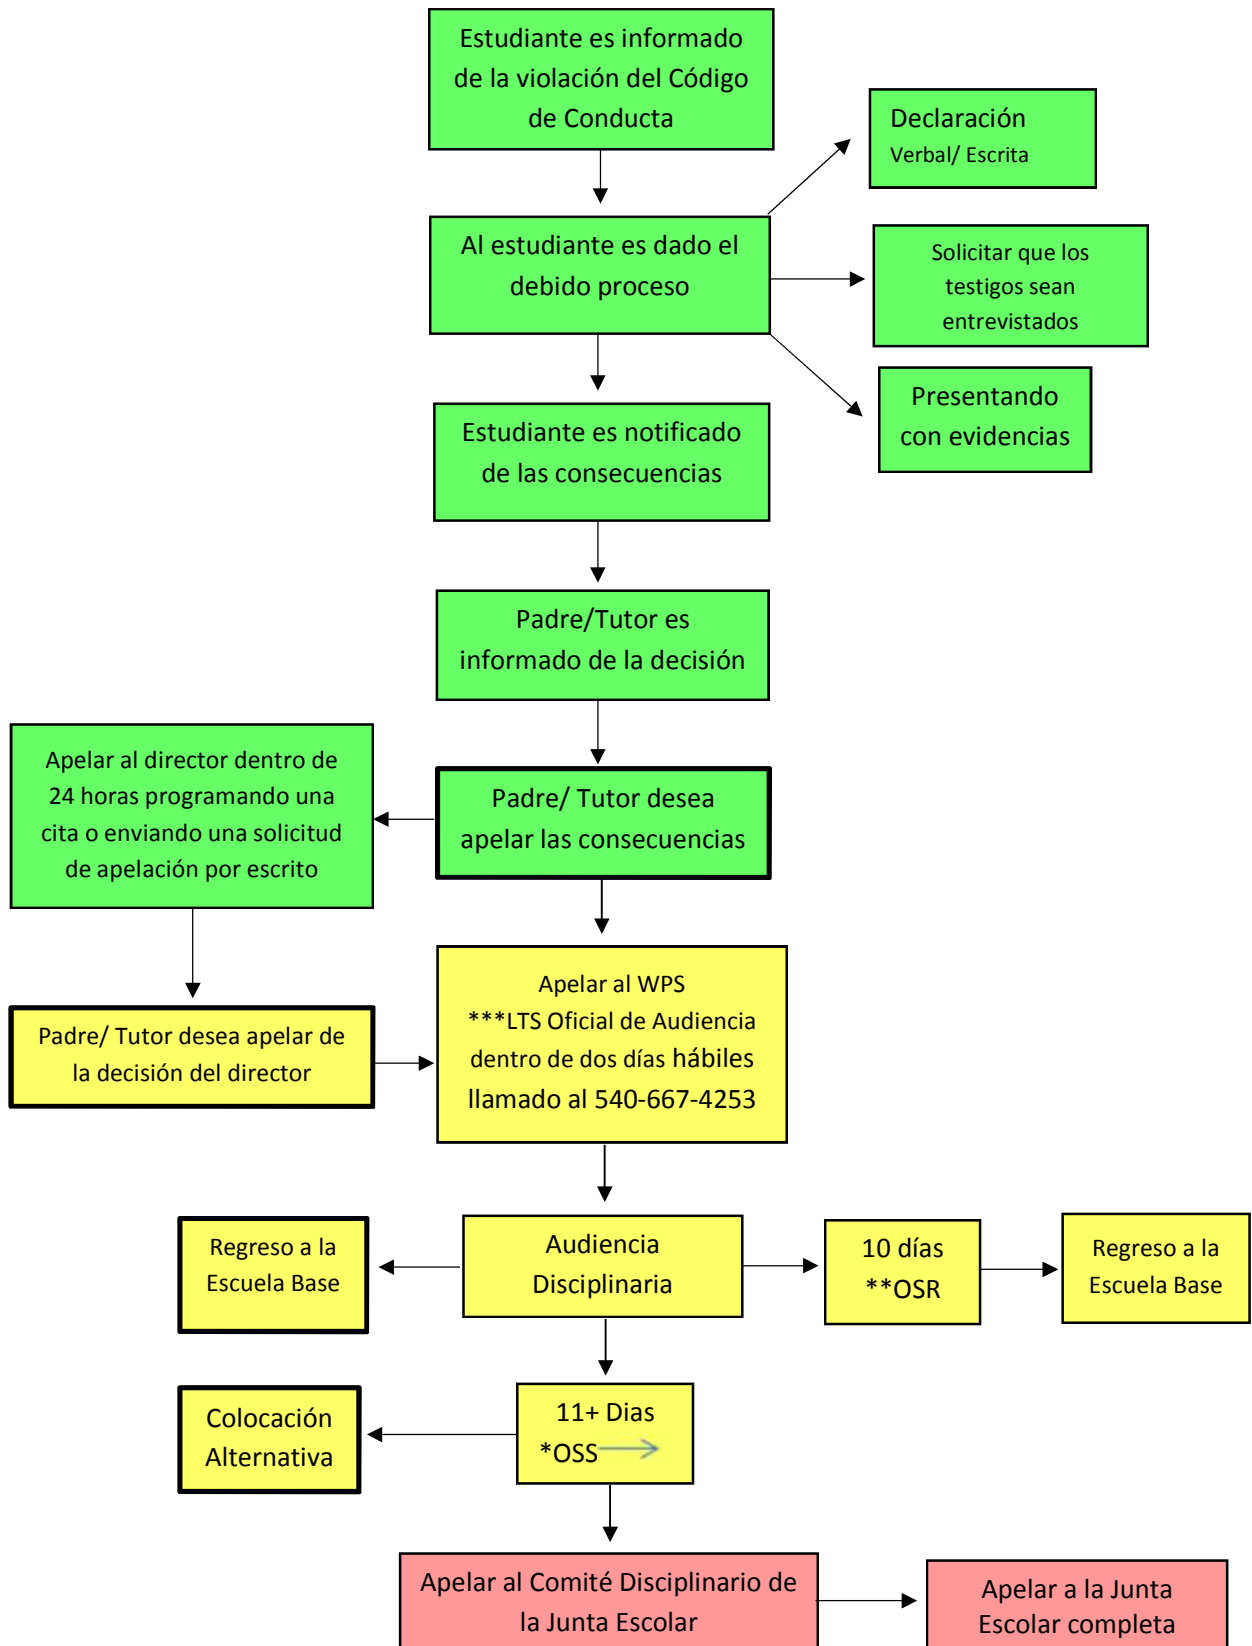 Estudiante es informado
de la violación del Código
de Conducta
Declaración
Verbal/ Escrita
Al estudiante es dado el
debido proceso
Solicitar que los
testigos sean
entrevistados
Presentando
con evidencias
Estudiante es notificado
de las consecuencias
Padre/Tutor es
informado de la decisión
Apelar al director dentro de
24 horas programando una
cita o enviando una solicitud
de apelación por escrito
Padre/ Tutor desea
apelar las consecuencias
Padre/ Tutor desea apelar de
la decisión del director
Apelar al WPS
***LTS Oficial de Audiencia
dentro de dos días hábiles
llamado al 540-667-4253
Regreso a la
Escuela Base
Audiencia
Disciplinaria
10 días
**OSR
Regreso a la
Escuela Base
Colocación
Alternativa
11+ Dias
*OSS
Apelar al Comité Disciplinario de
la Junta Escolar
Apelar a la Junta
Escolar completa